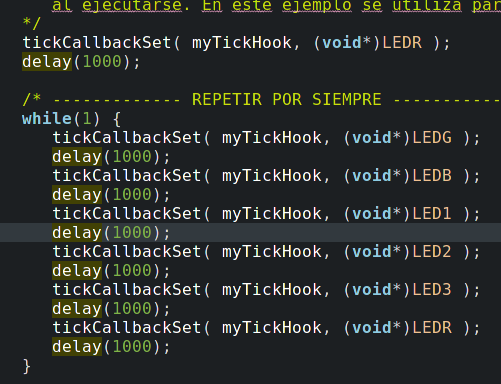 al ejecutarse. En este ejemplo se utiliza par
*/
tickCallbackSet( myTickHook, (void*)LEDR );
delay(1000);
/* ------------- REPETIR POR SIEMPRE -----------
while(1) {
tickCallbackSet( myTickHook, (void*)LEDG );
delay(1000);
tickCallbackSet( myTickHook, (void*)LEDB );
delay(1000);
tickCallbackSet( myTickHook, (void*)LED1 );
delay(1000);
tickCallbackSet( myTickHook, (void*)LED2 );
delay(1000);
tickCallbackSet( myTickHook, (void*)LED3 );
delay(1000);
tickCallbackSet( myTickHook, (void*)LEDR );
delay(1000);
}